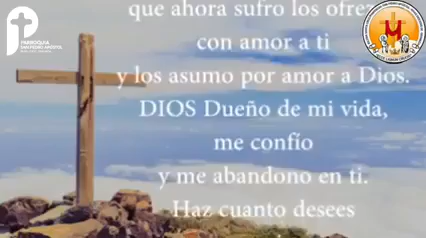 PARROQUIA
SAN PEDRO APÓSTOL
que ahora sufro los
con amor a ti
y los asumo por amor a Dios.
DIOS Dueño de mi vida,
me confío
y me abandono en ti.
Haz cuanto desees